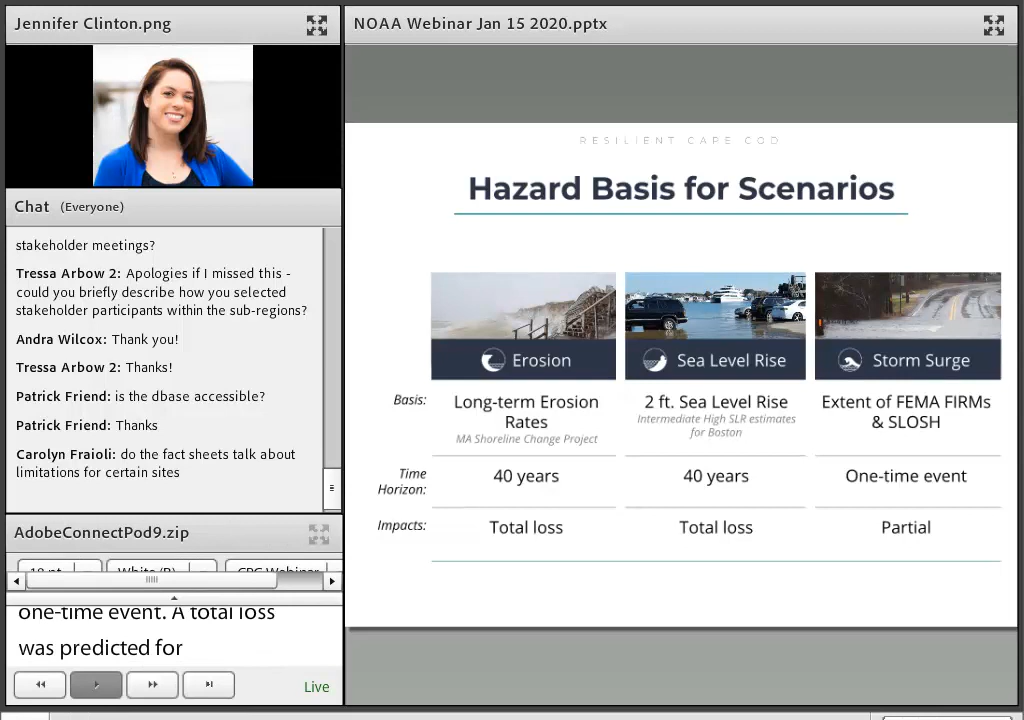 Jennifer Clinton.png
Chat (Everyone)
stakeholder meetings?
Tressa Arbow 2: Apologies if I missed this -
could you briefly describe how you selected
stakeholder participants within the sub-regions?
Andra Wilcox: Thank you!
Tressa Arbow 2: Thanks!
Patrick Friend: is the dbase accessible?
Patrick Friend: Thanks
Carolyn Fraioli: do the fact sheets talk about
limitations for certain sites
AdobeConnectPod9.zip
one-time event. A total loss
was predicted for
Live
NOAA Webinar Jan 15 2020.pptx
RESILIENT CAPE COD
Hazard Basis for Scenarios
Erosion Sea Level Rise Storm Surge
Basis:
Long-term Erosion
Rates
MA Shoreline Change Project
2 ft. Sea Level Rise
Intermediate High SLR estimates
for Boston
Extent of FEMA FIRMs
& SLOSH
Time
Horizon:
40 years 40 years One-time event
Impacts: Total loss Total loss Partial